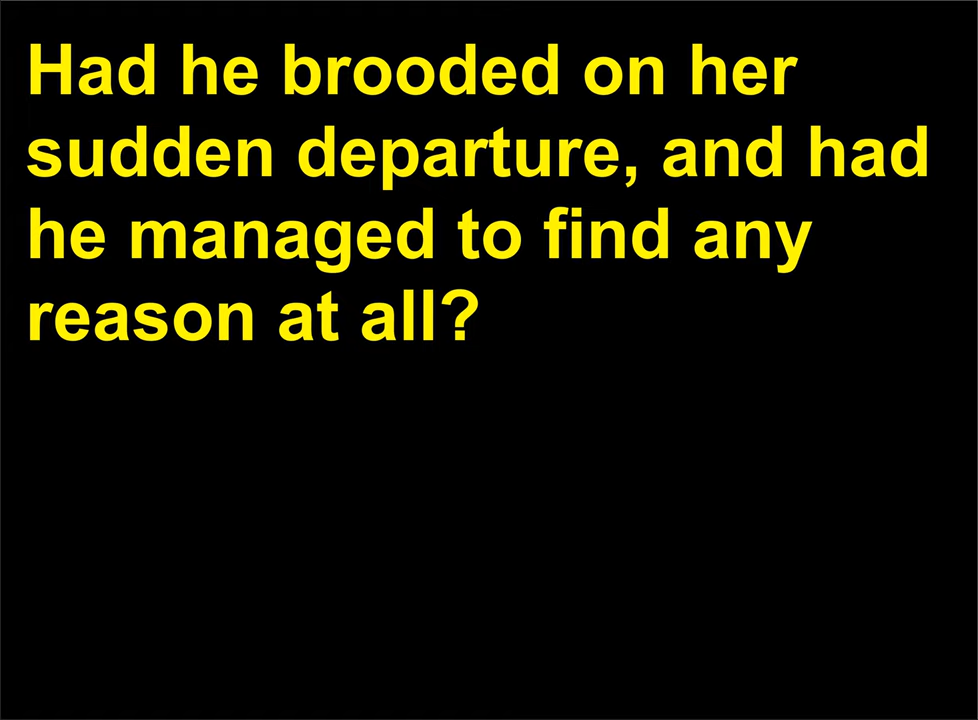 Had he brooded on her
sudden departure, and had
he managed to find any
reason at all?